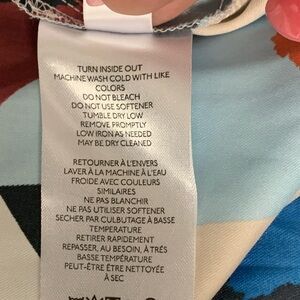 TURN INSIDE OUT
MACHINE WASH COLD WITH LIKE
COLORS
DO NOT BLEACH
DO NOT USE SOFTENER
TUMBLE DRY LOW
REMOVE PROMPTLY
LOW IRON AS NEEDED
MAY BE DRY CLEANED
RETOURNER À L'ENVERS
LAVER À LA MACHINE À L'EAU
FROIDE AVEC COULEURS
SIMILAIRES
NE PAS BLANCHIR
NE PAS UTILISER SOFTENER
SECHER PAR CULBUTAGE À BASSE
TEMPERATURE
RETIRER RAPIDEMENT
REPASSER, AU BESOIN, À TRÈS
BASSE TEMPÉRATURE
PEUT-ÊTRE ÊTRE NETTOYÉE
À SEC